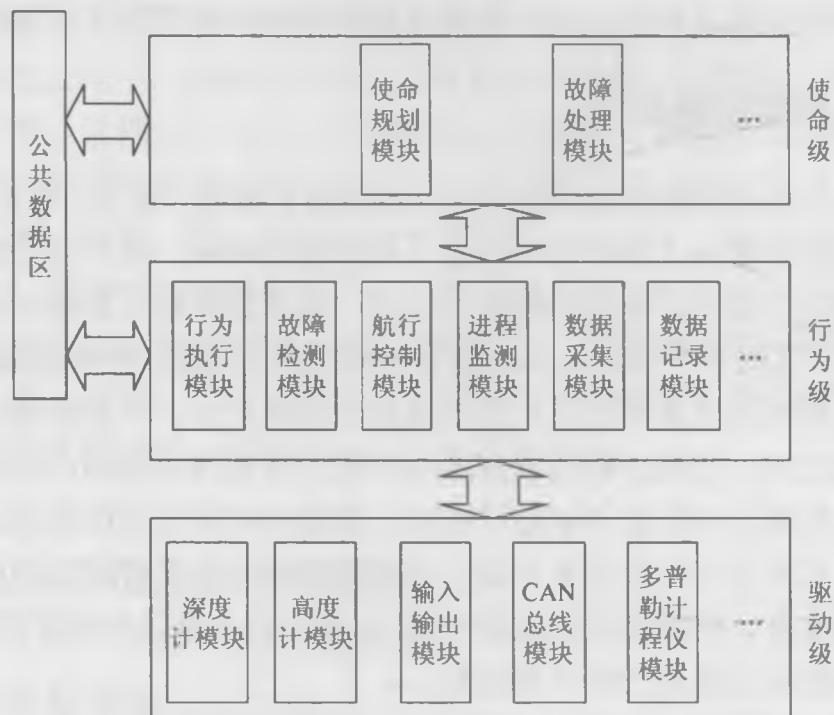 公共数据区
使命
规划
模块
故障
处理
模块
...
使命级
行为
执行
模块
故障
检测
模块
航行
控制
模块
进程
监测
模块
数据
采集
模块
数据
记录
模块
...
行为级
深度
计模块
高度
计模块
输入
输出
模块
CAN
总线
模块
多普
勒计
程仪
模块
...
驱动级